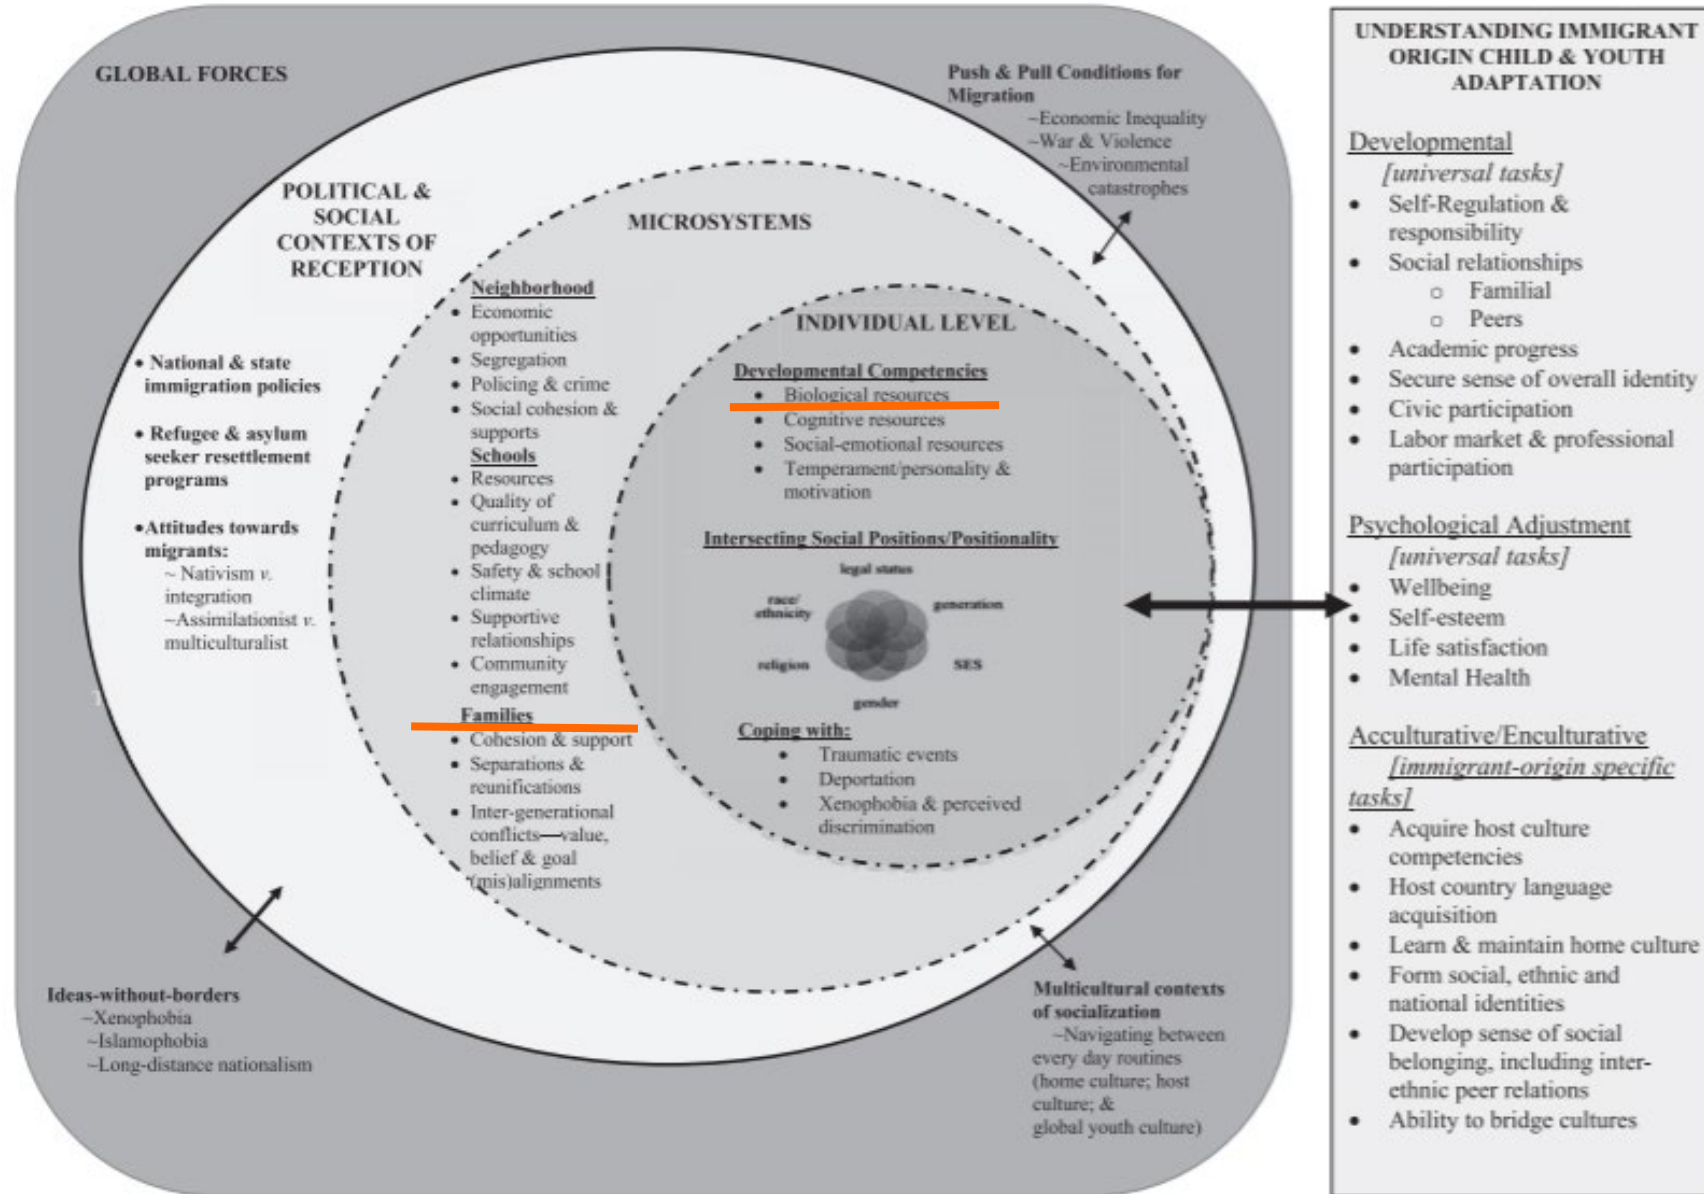 GLOBAL FORCES
Push & Pull Conditions for
Migration
~Economic Inequality
~War & Violence
~Environmental
catastrophes
POLITICAL &
SOCIAL
CONTEXTS OF
RECEPTION
• National & state
immigration policies
• Refugee & asylum
seeker resettlement
programs
•Attitudes towards
migrants:
~ Nativism v.
integration
~Assimilationist v.
multiculturalist
MICROSYSTEMS
Neighborhood
• Economic
opportunities
• Segregation
• Policing & crime
• Social cohesion &
supports
Schools
• Resources
• Quality of
curriculum &
pedagogy
• Safety & school
climate
• Supportive
relationships
• Community
engagement
Families
• Cohesion & support
• Separations &
reunifications
• Inter-generational
conflicts—value,
belief & goal
(mis)alignments
INDIVIDUAL LEVEL
Developmental Competencies
• Biological resources
• Cognitive resources
• Social-emotional resources
• Temperament/personality &
motivation
Intersecting Social Positions/Positionality
legal status
race/
ethnicity
generation
religion
SES
gender
Coping with:
• Traumatic events
• Deportation
• Xenophobia & perceived
discrimination
Ideas-without-borders
~Xenophobia
~Islamophobia
~Long-distance nationalism
Multicultural contexts
of socialization
~Navigating between
every day routines
(home culture; host
culture; &
global youth culture)
UNDERSTANDING IMMIGRANT
ORIGIN CHILD & YOUTH
ADAPTATION
Developmental
[universal tasks]
• Self-Regulation &
responsibility
• Social relationships
o Familial
o Peers
• Academic progress
• Secure sense of overall identity
• Civic participation
• Labor market & professional
participation
Psychological Adjustment
[universal tasks]
• Wellbeing
• Self-esteem
• Life satisfaction
• Mental Health
Acculturative/Enculturative
[immigrant-origin specific
tasks]
• Acquire host culture
competencies
• Host country language
acquisition
• Learn & maintain home culture
• Form social, ethnic and
national identities
• Develop sense of social
belonging, including inter-
ethnic peer relations
• Ability to bridge cultures